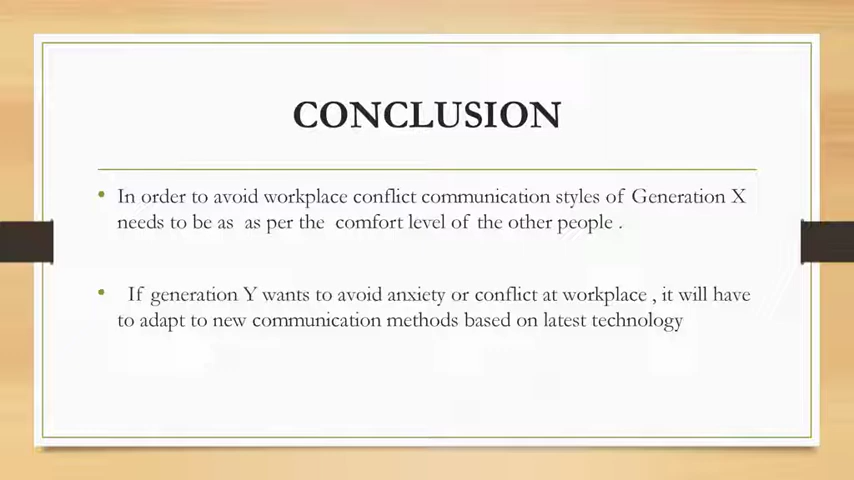 CONCLUSION
• In order to avoid workplace conflict communication styles of Generation X
needs to be as as per the comfort level of the other people .
• If generation Y wants to avoid anxiety or conflict at workplace , it will have
to adapt to new communication methods based on latest technology